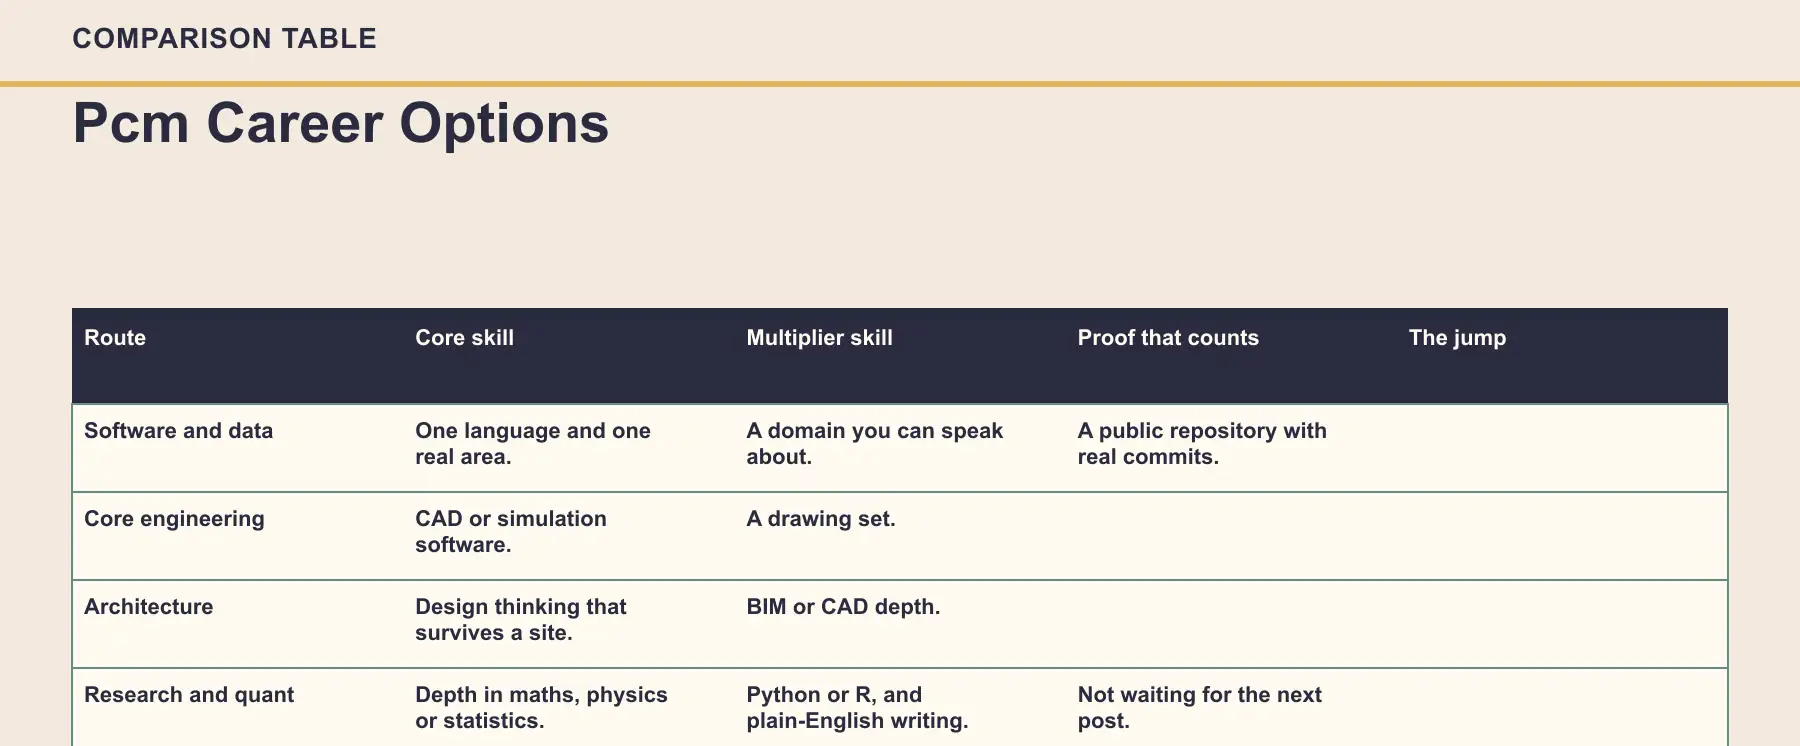 COMPARISON TABLE
Pcm Career Options
Route Core skill Multiplier skill Proof that counts The jump
Software and data One language and one A domain you can speak A public repository with
real area. about. real commits.
Core engineering CAD or simulation A drawing set.
software.
Architecture Design thinking that BIM or CAD depth.
survives a site.
Research and quant Depth in maths, physics Python or R, and Not waiting for the next
or statistics. plain-English writing. post.